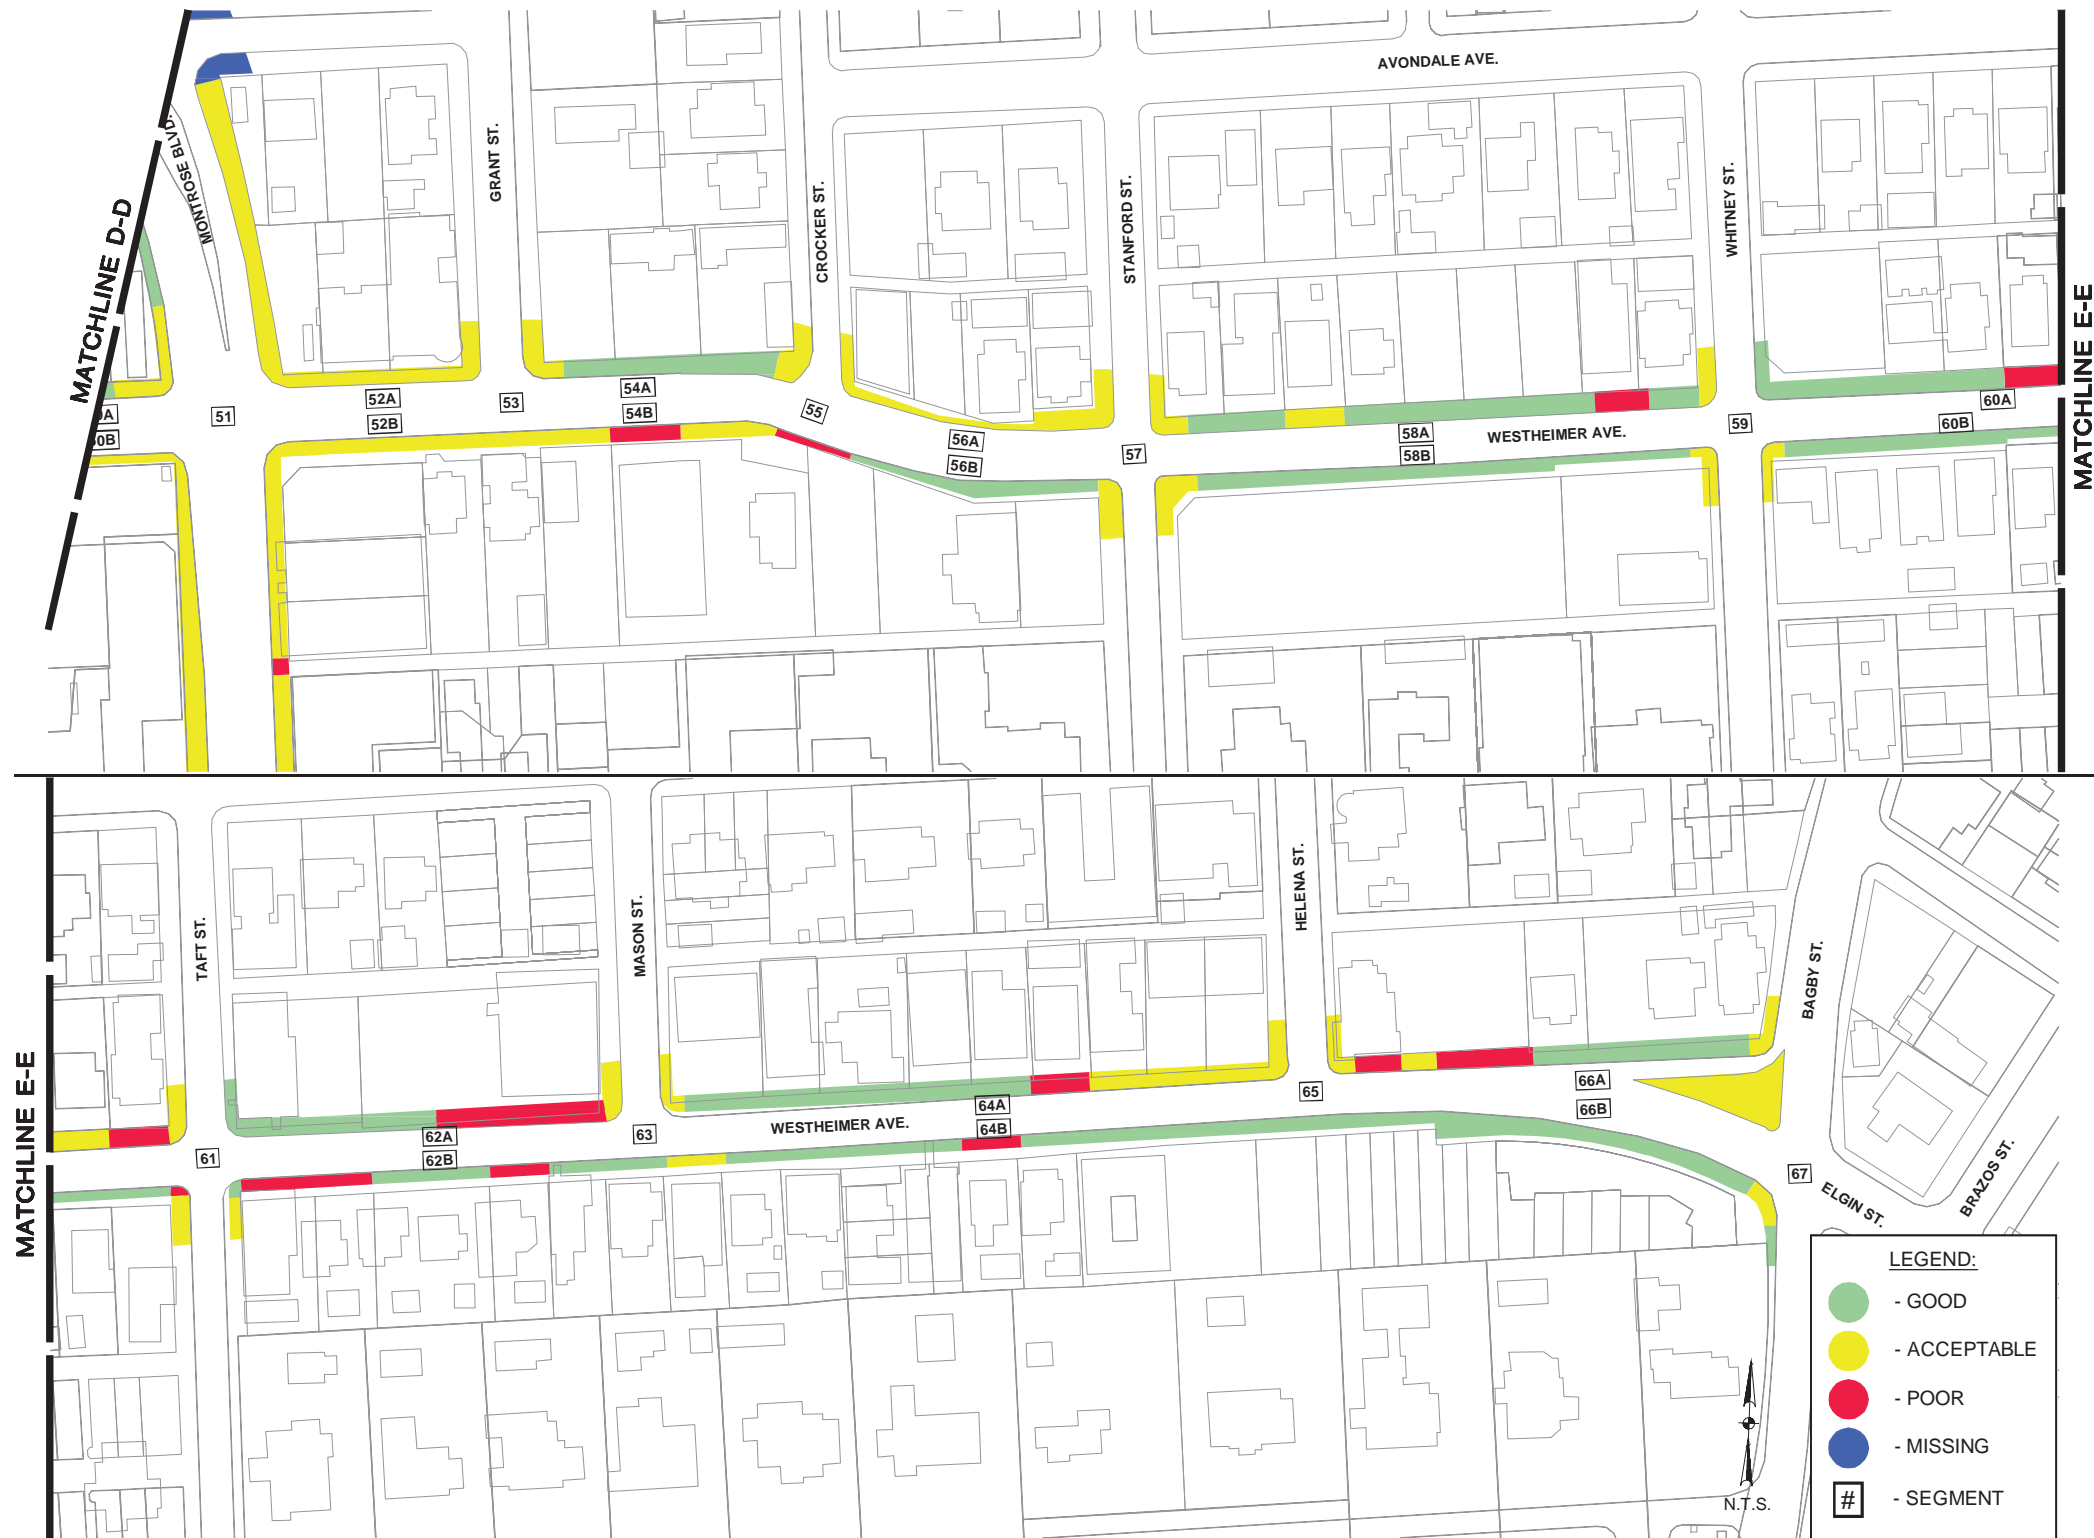 AVONDALE AVE.
MONTROSE BLVD.
GRANT ST.
CROCKER ST.
STANFORD ST.
WHITNEY ST.
MATCHLINE D-D
MATCHLINE E-E
0A
50B
51
52A
52B
53
54A
54B
55
56A
56B
57
58A
58B
WESTHEIMER AVE.
59
60A
60B
MATCHLINE E-E
TAFT ST.
MASON ST.
HELENA ST.
BAGBY ST.
61
62A
62B
63
WESTHEIMER AVE.
64A
64B
65
66A
66B
67
ELGIN ST.
BRAZOS ST.
LEGEND:
- GOOD
- ACCEPTABLE
- POOR
- MISSING
# - SEGMENT
N.T.S.